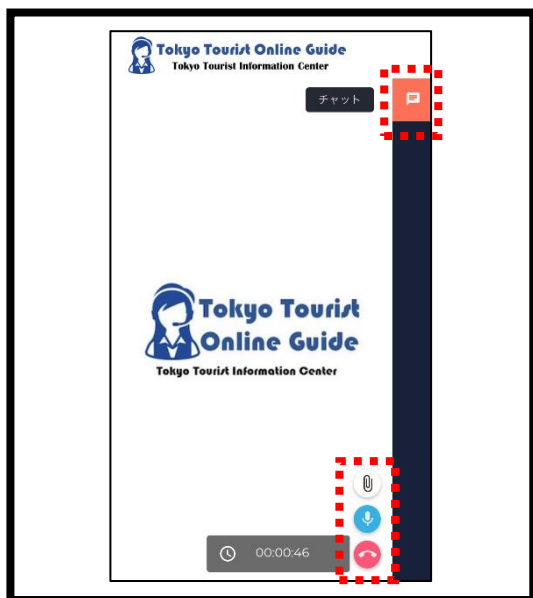 Tokyo Tourist Online Guide
Tokyo Tourist Information Center
チャット
Tokyo Tourist
Online Guide
Tokyo Tourist Information Center
00:00:46